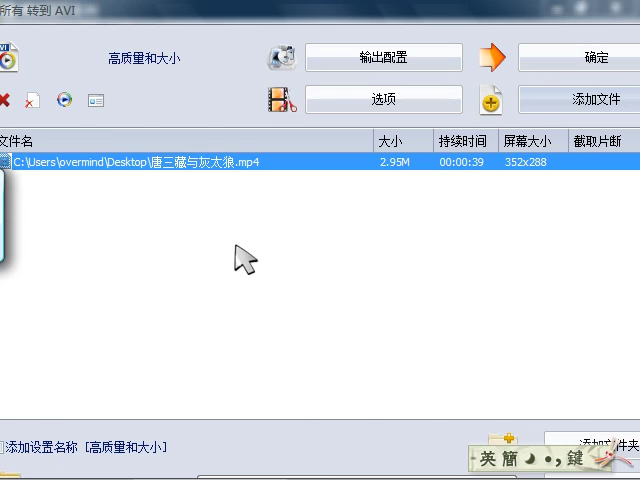 所有 转到 AVI
高质量和大小
输出配置
确定
选项
添加文件
文件名 大小 持续时间 屏幕大小 截取片断
C:\Users\overmind\Desktop\唐三藏与灰太狼.mp4 2.95M 00:00:39 352x288
添加设置名称 [高质量和大小]
添加文件夹
英 簡 鍵